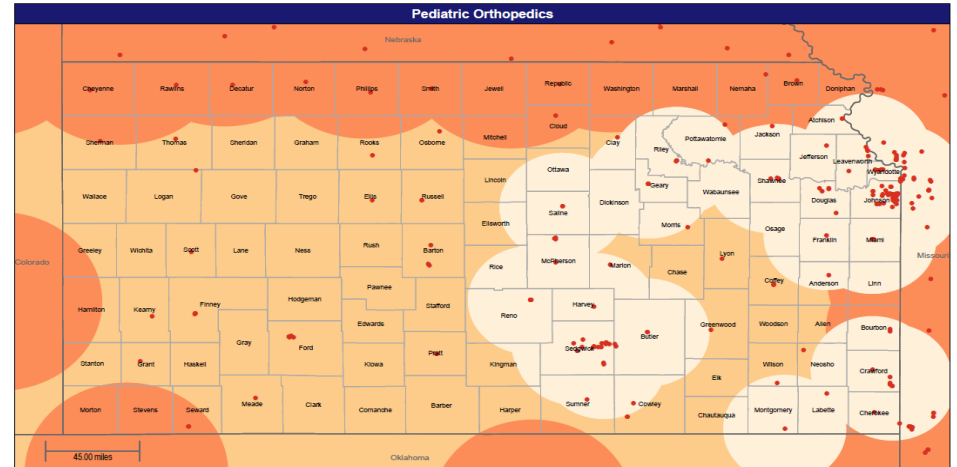 Pediatric Orthopedics
Nebraska
Cheyenne Rawlins Decatur Norton Phillips Smith Jewell Republic Washington Marshall Nemaha Brown Doniphan
Atchison
Cloud
Sherman Thomas Sheridan Graham Rooks Osborne Mitchell Clay Riley Pottawatomie Jackson
Jefferson Leavenworth
Ottawa Wyandotte
Lincoln Geary Shawnee
Wallace Logan Gove Trego Ellis Russell Dickinson Wabaunsee Douglas Johnson
Saline
Ellsworth Morris Osage
Greeley Wichita Scott Lane Ness Rush Barton Franklin Miami
Colorado Rice McPherson Marion Lyon Missouri
Chase
Pawnee Coffey Anderson Linn
Hamilton Kearny Finney Hodgeman Stafford Reno Harvey
Edwards Greenwood Woodson Allen Bourbon
Gray Ford Butler
Sedgwick
Stanton Grant Haskell Kiowa Pratt Kingman Wilson Neosho Crawford
Elk
Morton Stevens Seward Meade Clark Comanche Barber Harper Sumner Cowley Chautauqua Montgomery Labette Cherokee
45.00 miles
Oklahoma